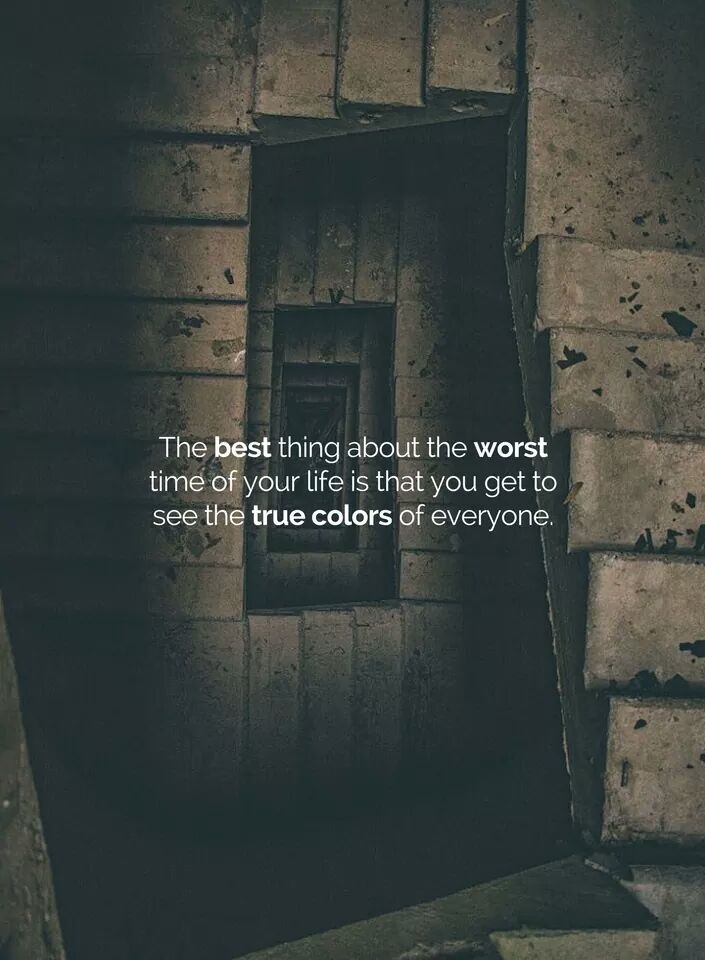 The best thing about the worst
time of your life is that you get to
see the true colors of everyone.